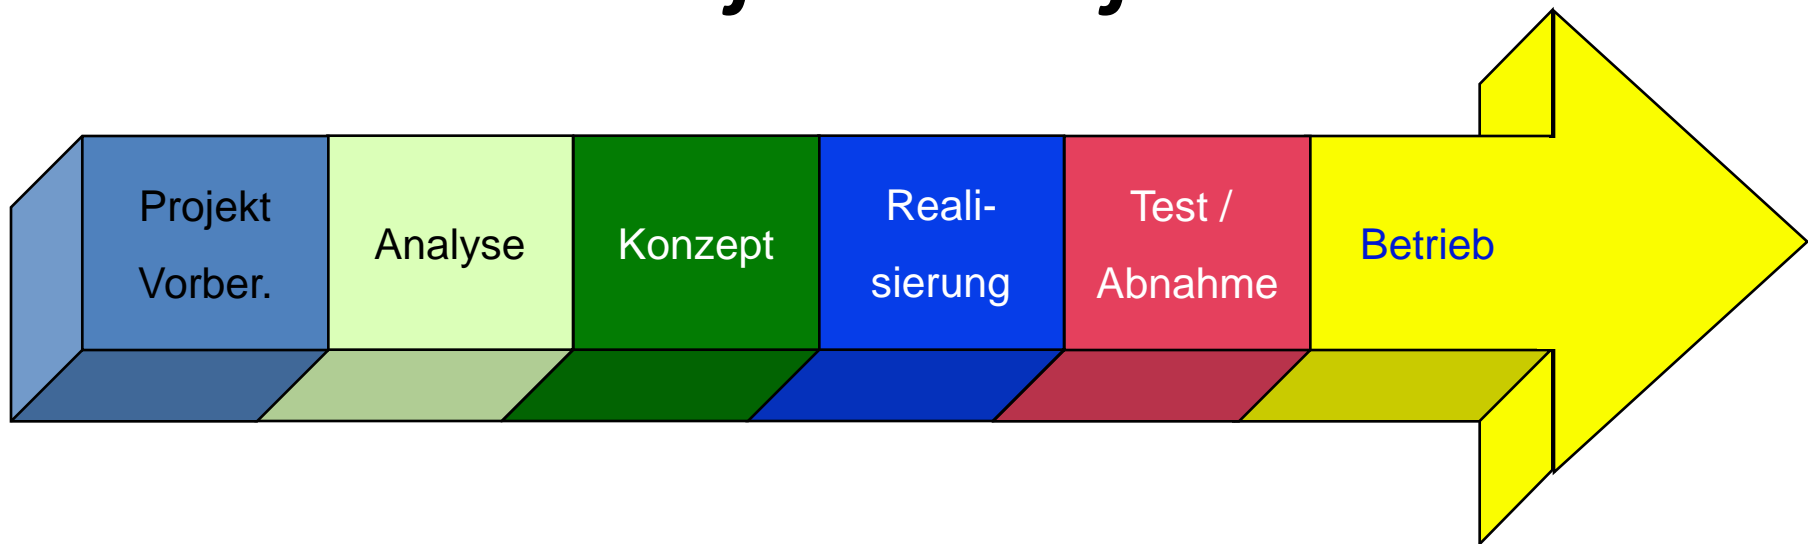 Projekt
Vorber.
Analyse
Konzept
Reali-
sierung
Test /
Abnahme
Betrieb